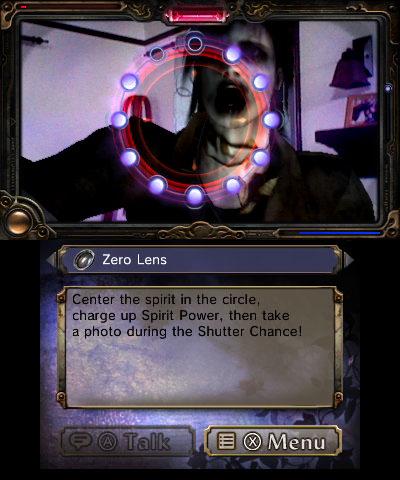 Zero Lens
Center the spirit in the circle,
charge up Spirit Power, then take
a photo during the Shutter Chance!
A Talk
X Menu